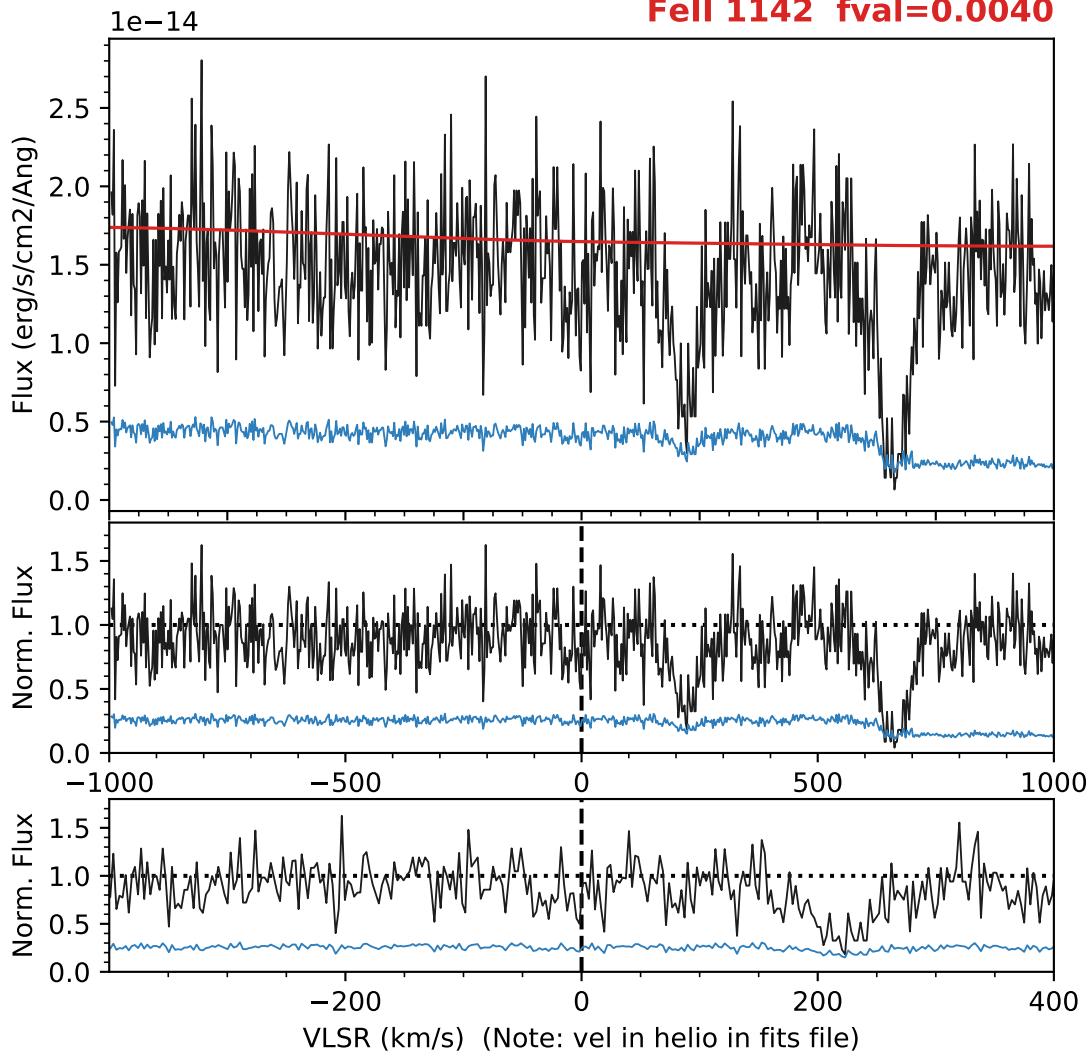 FeII 1142 fval=0.0040
1e−14
2.5
2.0
1.5
1.0
0.5
0.0
Flux (erg/s/cm2/Ang)
1.5
1.0
0.5
0.0
Norm. Flux
−1000 −500 0 500 1000
1.5
1.0
0.5
0.0
Norm. Flux
−200 0 200 400
VLSR (km/s) (Note: vel in helio in fits file)